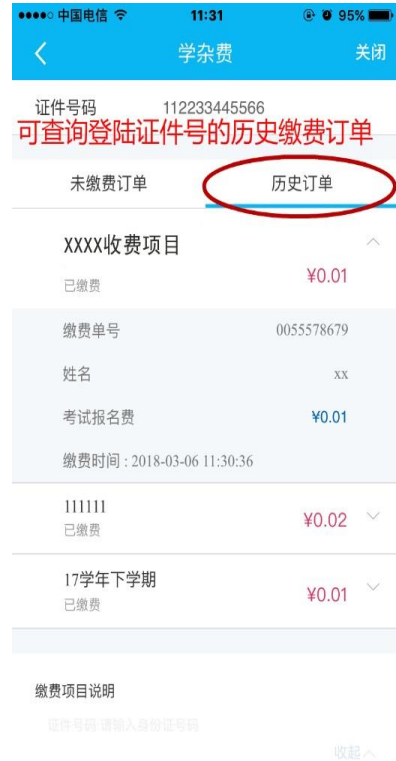 中国电信 11:31 95%
学杂费 关闭
证件号码 112233445566
可查询登陆证件号的历史缴费订单
未缴费订单 历史订单
XXXX收费项目
¥0.01
已缴费
缴费单号 0055578679
姓名 xx
考试报名费 ¥0.01
缴费时间 : 2018-03-06 11:30:36
111111
¥0.02
已缴费
17学年下学期
¥0.01
已缴费
缴费项目说明
证件号码:请输入身份证号码
收起